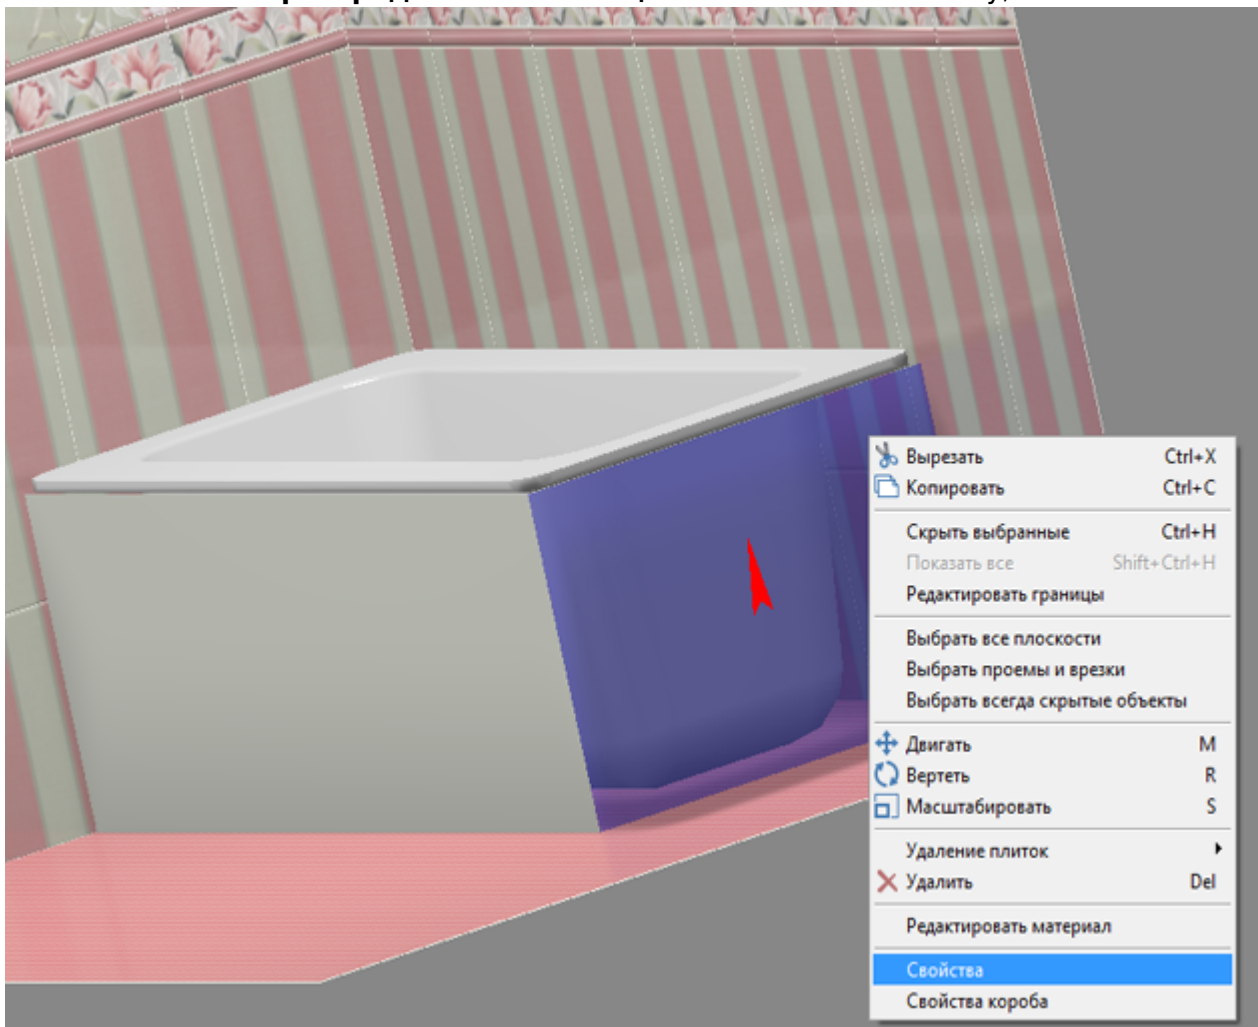 Вырезать Ctrl+X
Копировать Ctrl+C
Скрыть выбранные Ctrl+H
Показать все Shift+Ctrl+H
Редактировать границы
Выбрать все плоскости
Выбрать проемы и врезки
Выбрать всегда скрытые объекты
Двигать M
Вертеть R
Масштабировать S
Удаление плиток
Удалить Del
Редактировать материал
Свойства
Свойства короба